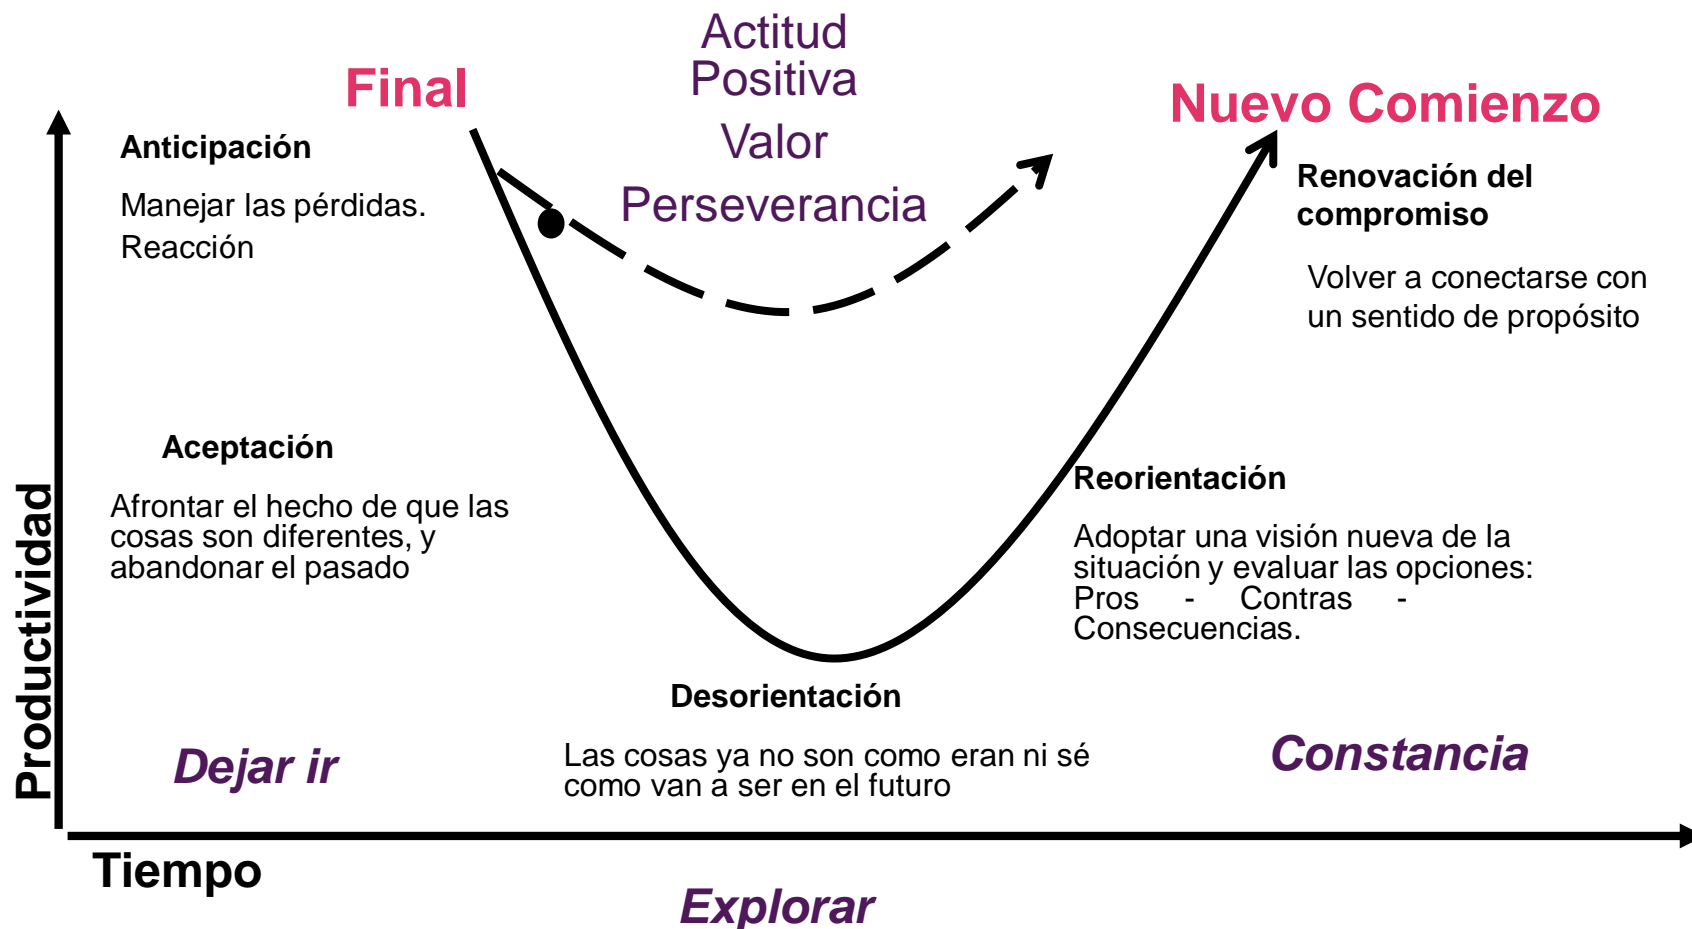 Actitud
Positiva
Valor
Perseverancia
Final
Nuevo Comienzo
Anticipación
Manejar las pérdidas.
Reacción
Renovación del
compromiso
Volver a conectarse con
un sentido de propósito
Aceptación
Afrontar el hecho de que las
cosas son diferentes, y
abandonar el pasado
Reorientación
Adoptar una visión nueva de la
situación y evaluar las opciones:
Pros - Contras -
Consecuencias.
Productividad
Desorientación
Las cosas ya no son como eran ni sé
como van a ser en el futuro
Dejar ir
Constancia
Tiempo
Explorar